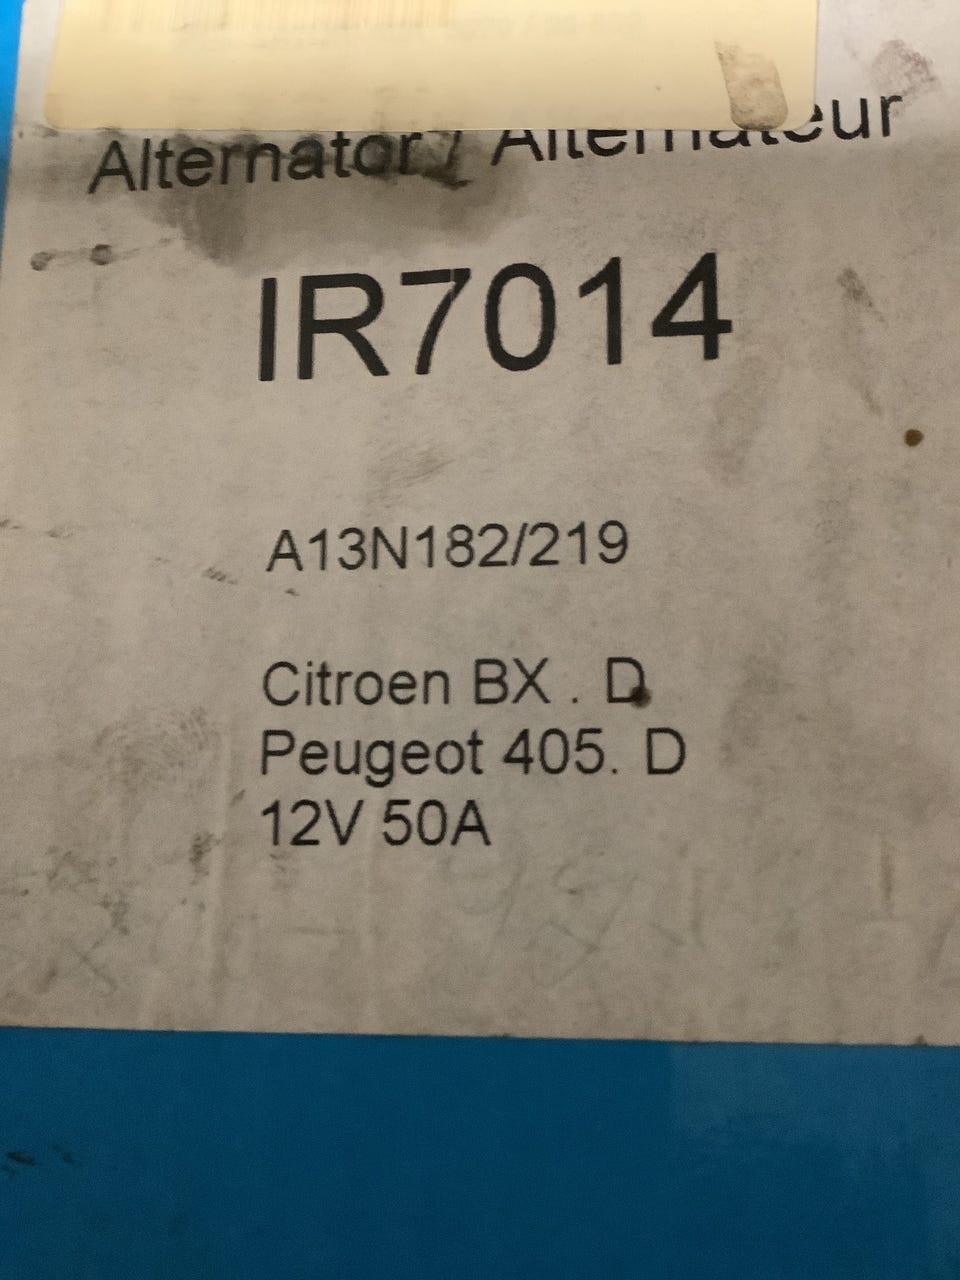 Alternator / Alternateur
IR7014
A13N182/219
Citroen BX . D
Peugeot 405. D
12V 50A